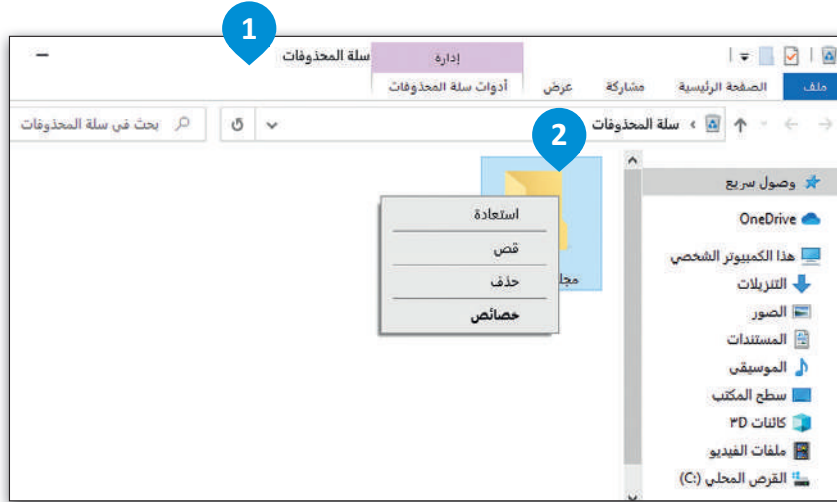 1
سلة المحذوفات
إدارة
ملف
الصفحة الرئيسية
مشاركة
عرض
أدوات سلة المحذوفات
سلة المحذوفات
بحث في سلة المحذوفات
2
وصول سريع
OneDrive
هذا الكمبيوتر الشخصي
التنزيلات
الصور
المستندات
الموسيقى
سطح المكتب
كائنات ٣D
ملفات الفيديو
القرص المحلي (C:)
استعادة
قص
حذف
خصائص
مجل